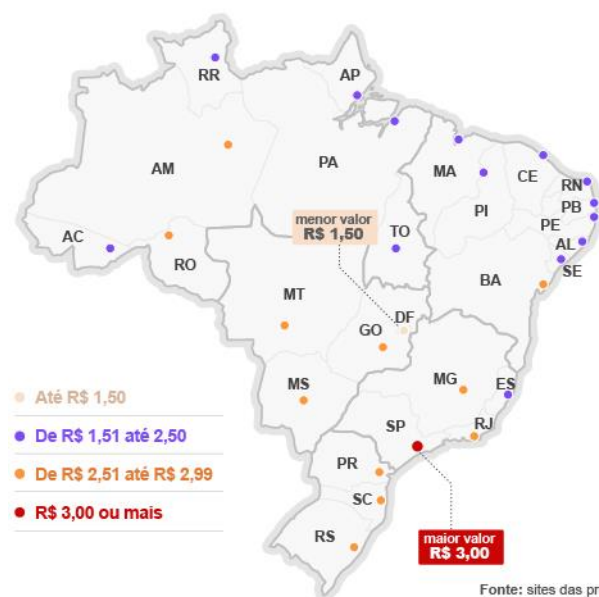 RR
AP
AM
PA
MA
CE
RN
PB
PI
PE
AL
SE
AC
TO
RO
BA
menor valor
R$ 1,50
MT
DF
GO
MG
ES
MS
SP
RJ
PR
SC
RS
Até R$ 1,50
De R$ 1,51 até 2,50
De R$ 2,51 até R$ 2,99
R$ 3,00 ou mais
maior valor
R$ 3,00
Fonte: sites das pr